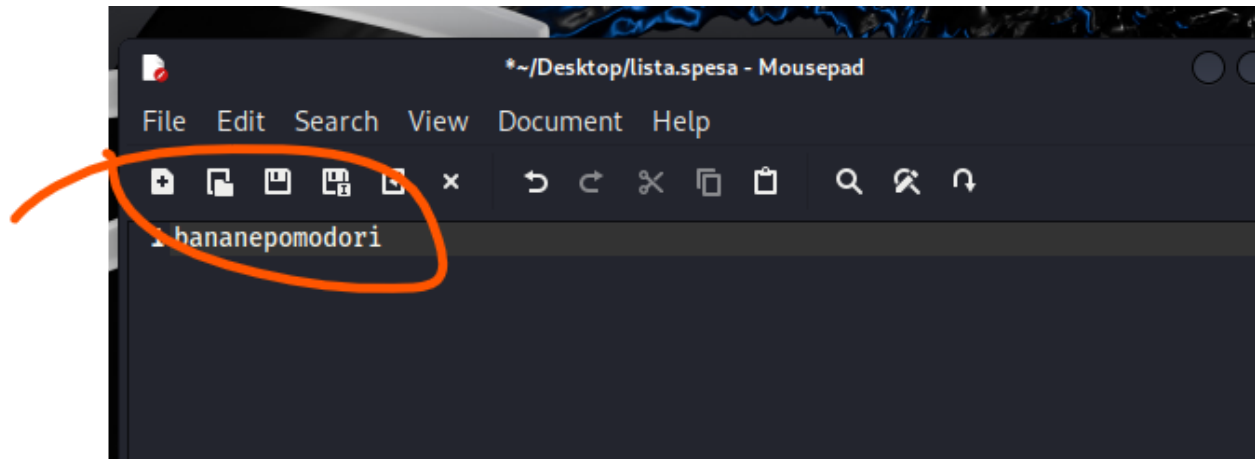 *~/Desktop/lista.spesa - Mousepad
File Edit Search View Document Help
1 bananepomodori